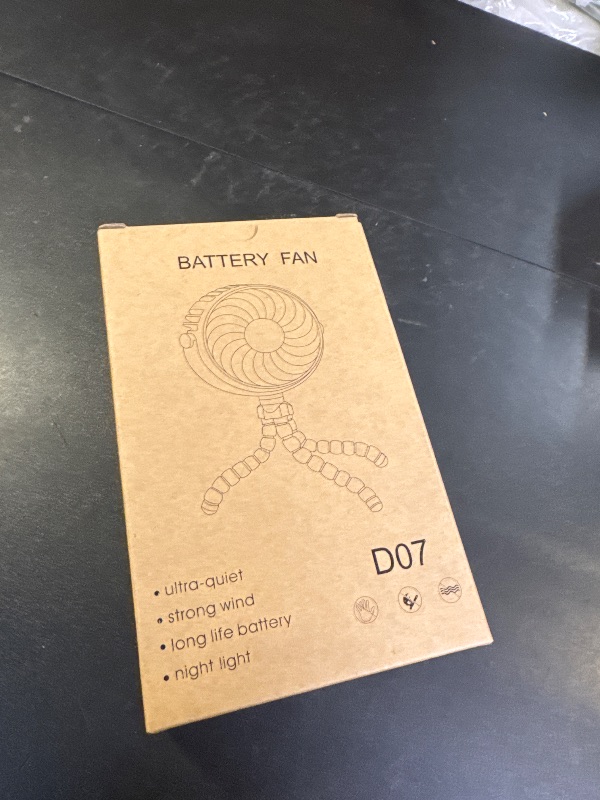 BATTERY FAN
D07
• ultra-quiet
• strong wind
• long life battery
• night light